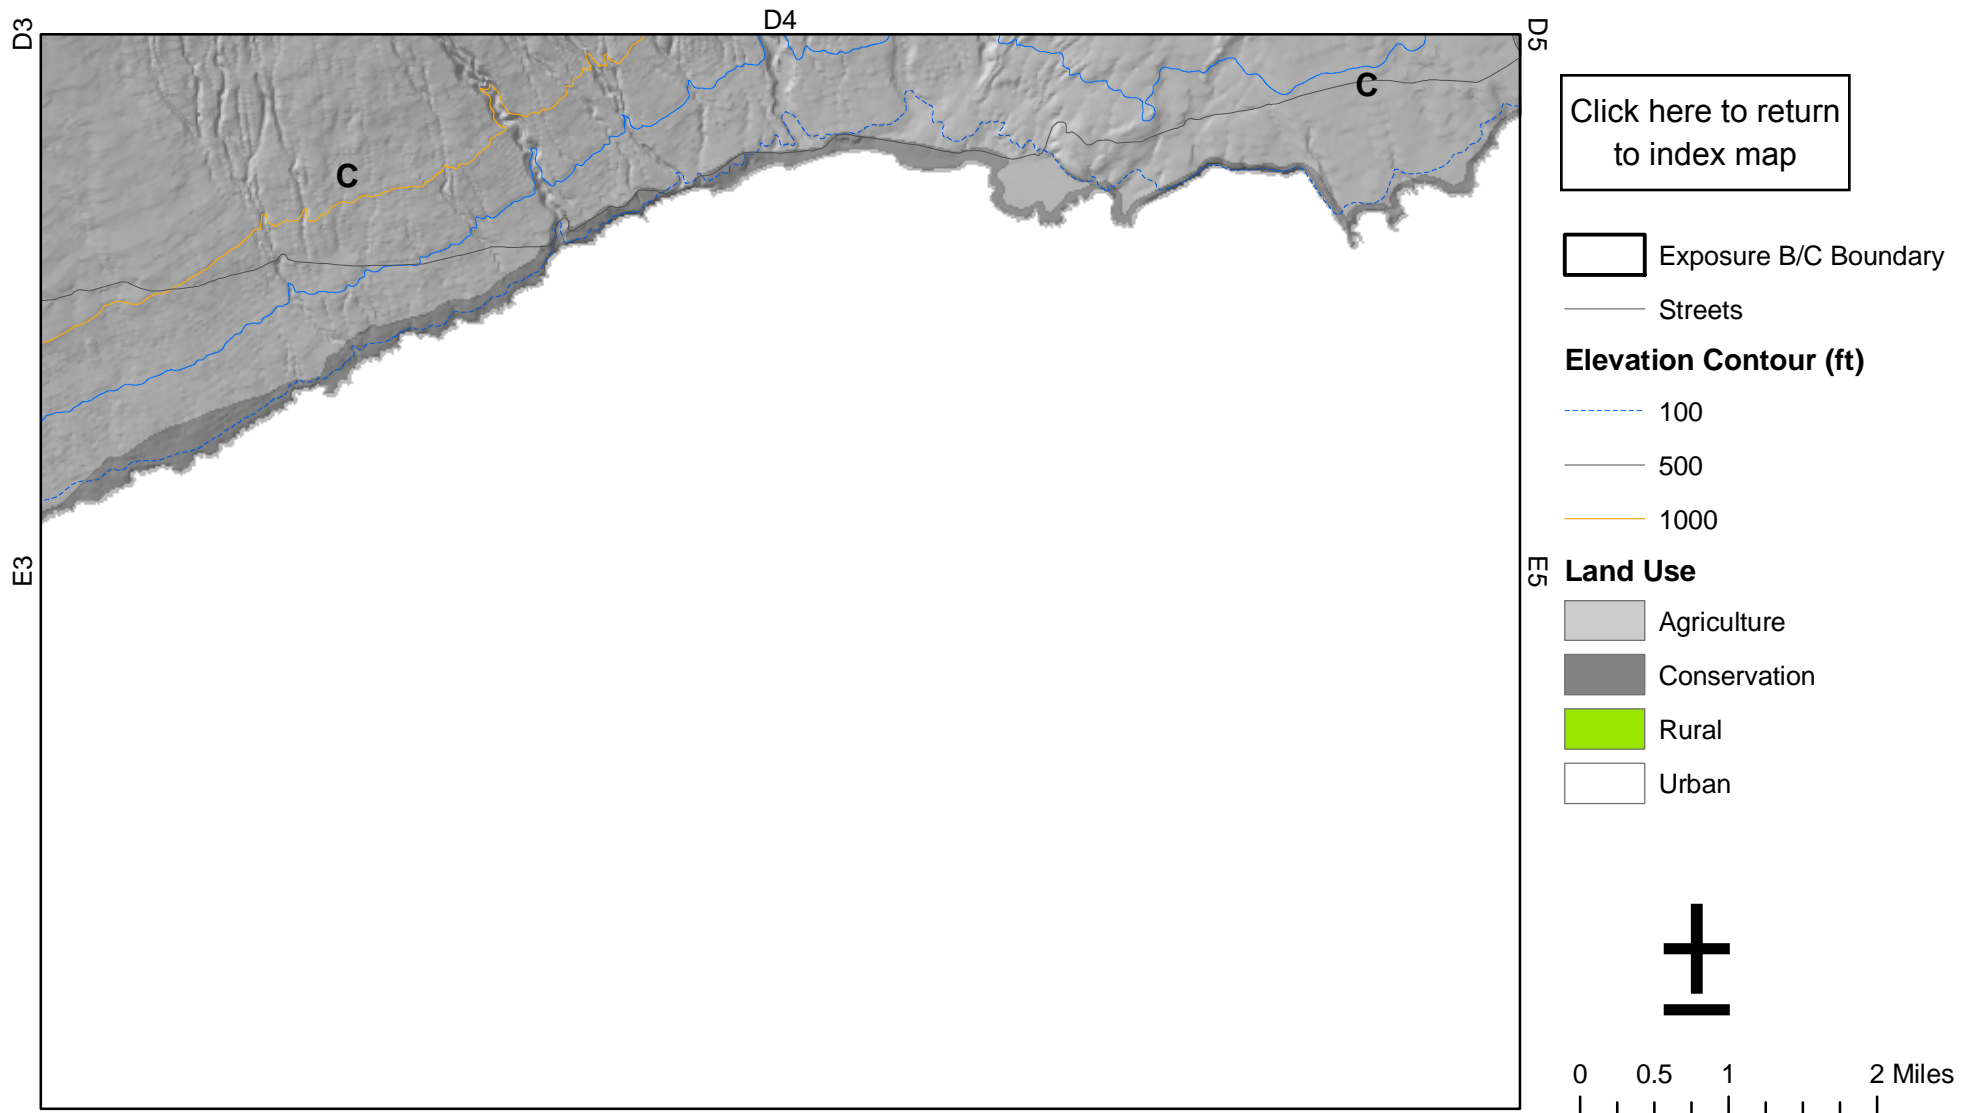 D3
D4
D5
C
C
E3
E5
Click here to return
to index map
Exposure B/C Boundary
Streets
Elevation Contour (ft)
100
500
1000
Land Use
Agriculture
Conservation
Rural
Urban
0 0.5 1 2 Miles